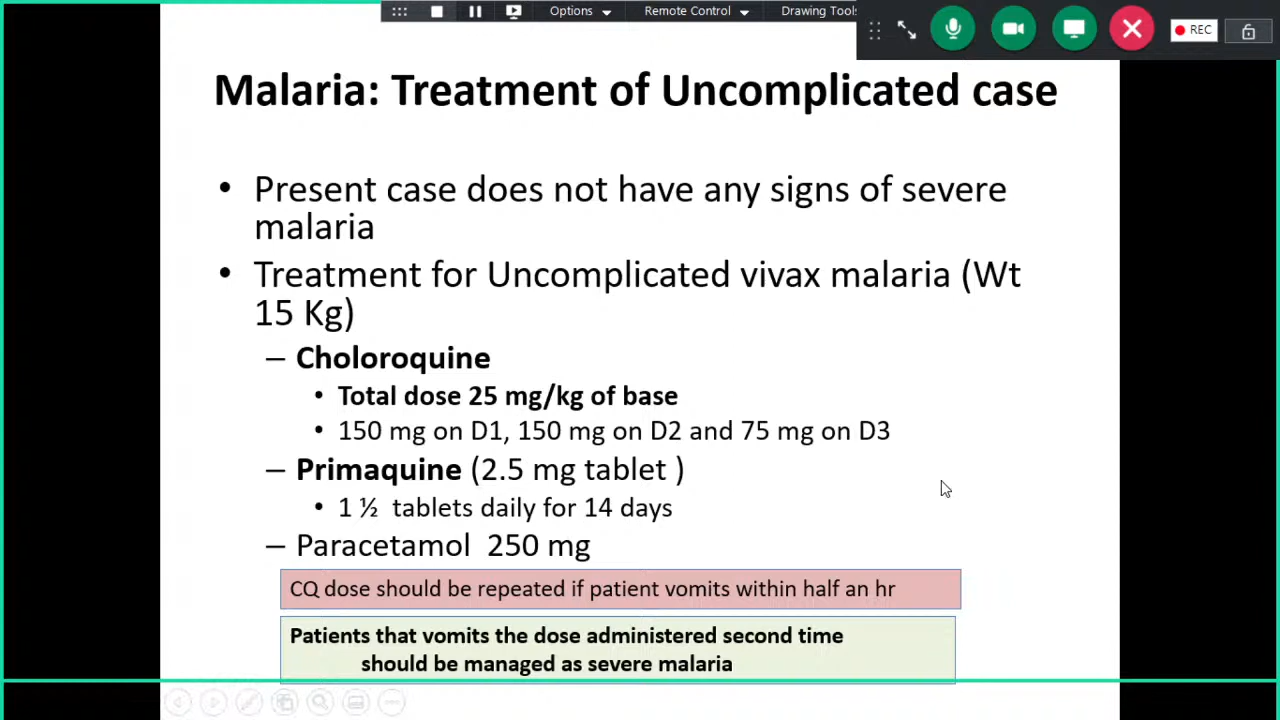 Options
Remote Control
Drawing Tools
REC
Malaria: Treatment of Uncomplicated case
• Present case does not have any signs of severe
malaria
• Treatment for Uncomplicated vivax malaria (Wt
15 Kg)
– Choloroquine
• Total dose 25 mg/kg of base
• 150 mg on D1, 150 mg on D2 and 75 mg on D3
– Primaquine (2.5 mg tablet )
• 1 ½ tablets daily for 14 days
– Paracetamol 250 mg
CQ dose should be repeated if patient vomits within half an hr
Patients that vomits the dose administered second time
should be managed as severe malaria